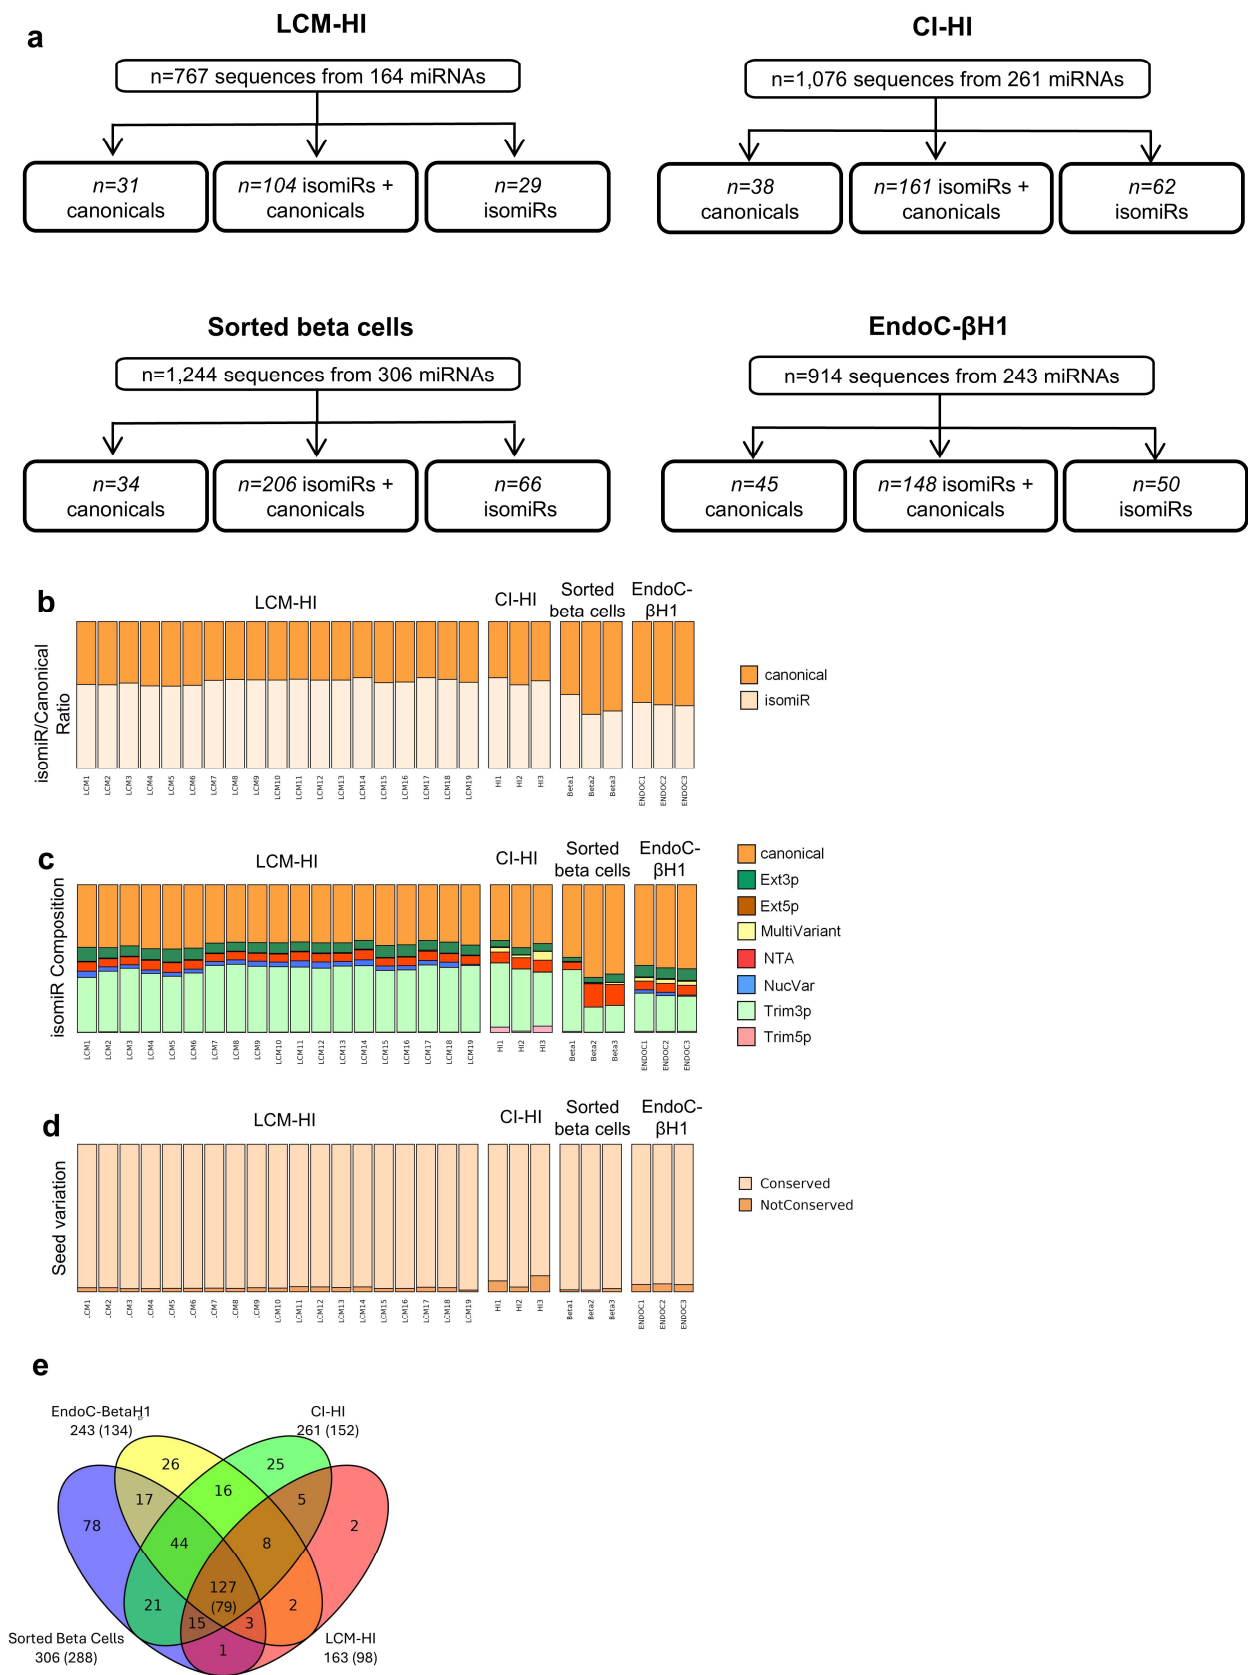 a
LCM-HI
n=767 sequences from 164 miRNAs
n=31
canonicals
n=104 isomiRs +
canonicals
n=29
isomiRs
CI-HI
n=1,076 sequences from 261 miRNAs
n=38
canonicals
n=161 isomiRs +
canonicals
n=62
isomiRs
Sorted beta cells
n=1,244 sequences from 306 miRNAs
n=34
canonicals
n=206 isomiRs +
canonicals
n=66
isomiRs
EndoC-βH1
n=914 sequences from 243 miRNAs
n=45
canonicals
n=148 isomiRs +
canonicals
n=50
isomiRs
b
LCM-HI
CI-HI
Sorted
beta cells
EndoC-
βH1
isomiR/Canonical
Ratio
canonical
isomiR
LCM1 LCM2 LCM3 LCM4 LCM5 LCM6 LCM7 LCM8 LCM9 LCM10 LCM11 LCM12 LCM13 LCM14 LCM15 LCM16 LCM17 LCM18 LCM19
HI1 HI2 HI3
Beta1 Beta2 Beta3
ENDOC1 ENDOC2 ENDOC3
c
LCM-HI
CI-HI
Sorted
beta cells
EndoC-
βH1
isomiR Composition
canonical
Ext3p
Ext5p
MultiVariant
NTA
NucVar
Trim3p
Trim5p
LCM1 LCM2 LCM3 LCM4 LCM5 LCM6 LCM7 LCM8 LCM9 LCM10 LCM11 LCM12 LCM13 LCM14 LCM15 LCM16 LCM17 LCM18 LCM19
HI1 HI2 HI3
Beta1 Beta2 Beta3
ENDOC1 ENDOC2 ENDOC3
d
LCM-HI
CI-HI
Sorted
beta cells
EndoC-
βH1
Seed variation
Conserved
NotConserved
.CM1 .CM2 .CM3 .CM4 .CM5 .CM6 .CM7 .CM8 .CM9 LCM10 LCM11 LCM12 LCM13 LCM14 LCM15 LCM16 LCM17 LCM18 LCM19
HI1 HI2 HI3
Beta1 Beta2 Beta3
ENDOC1 ENDOC2 ENDOC3
e
EndoC-BetaH1
243 (134)
CI-HI
261 (152)
26
25
17
16
5
78
2
44
8
127
(79)
21
15
3
2
1
Sorted Beta Cells
306 (288)
LCM-HI
163 (98)